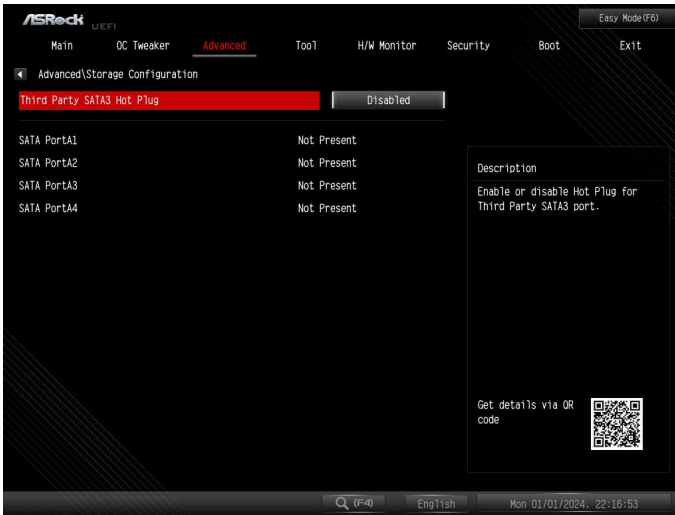 ASRock UEFI
Easy Mode(F6)
Main OC Tweaker Advanced Tool H/W Monitor Security Boot Exit
Advanced\Storage Configuration
Third Party SATA3 Hot Plug Disabled
SATA PortA1 Not Present
SATA PortA2 Not Present
SATA PortA3 Not Present
SATA PortA4 Not Present
Description
Enable or disable Hot Plug for
Third Party SATA3 port.
Get details via QR
code
(F4) English Mon 01/01/2024. 22:16:53